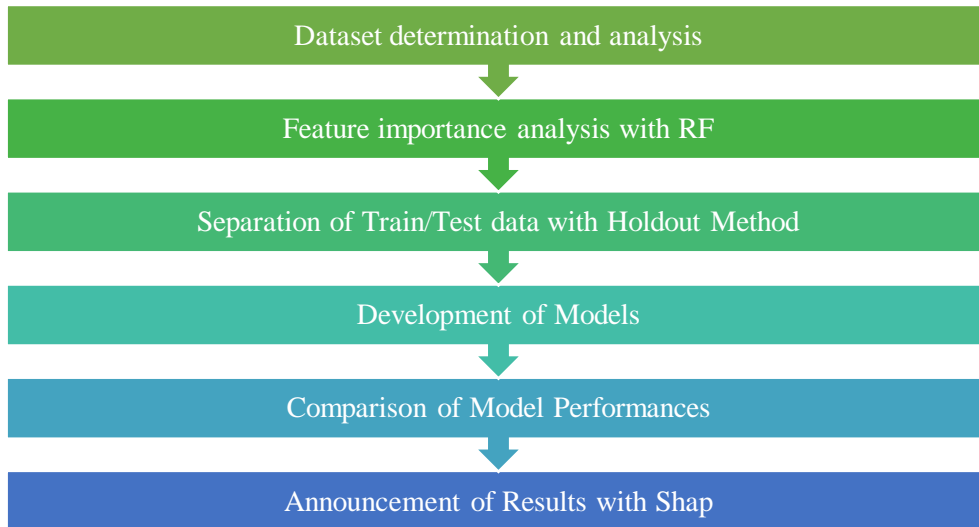 Dataset determination and analysis
Feature importance analysis with RF
Separation of Train/Test data with Holdout Method
Development of Models
Comparison of Model Performances
Announcement of Results with Shap